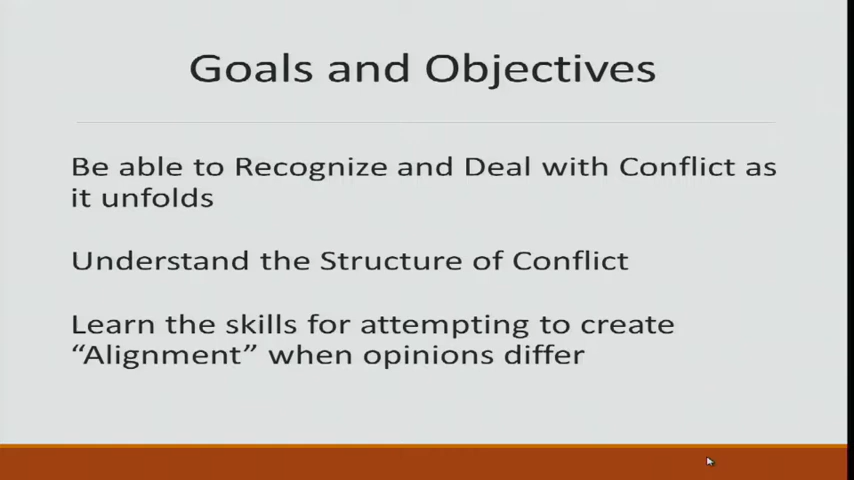 Goals and Objectives
Be able to Recognize and Deal with Conflict as
it unfolds
Understand the Structure of Conflict
Learn the skills for attempting to create
“Alignment” when opinions differ